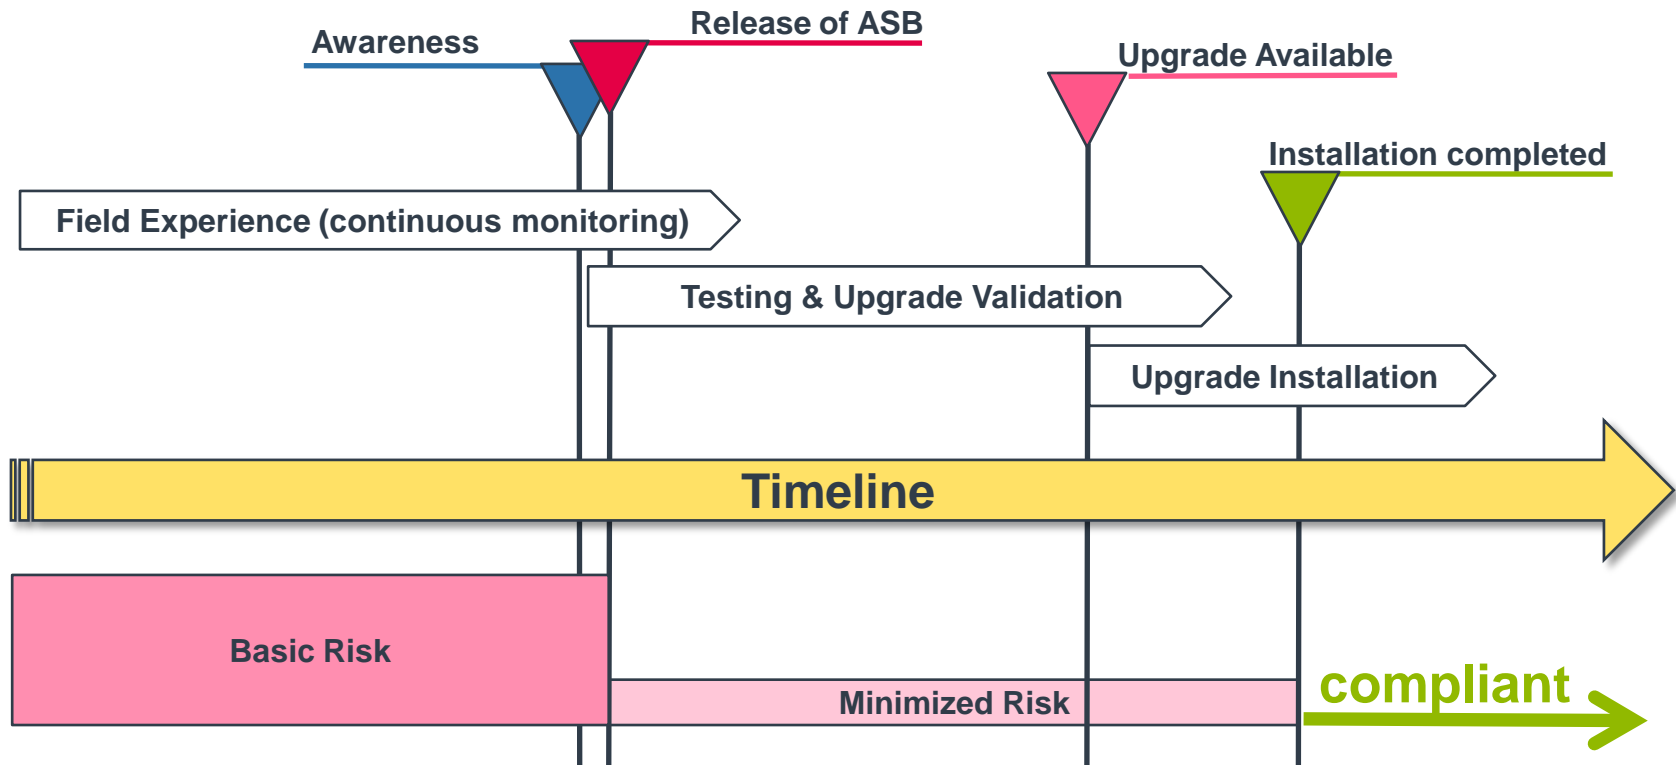 Release of ASB
Awareness
Upgrade Available
Installation completed
Field Experience (continuous monitoring)
Testing & Upgrade Validation
Upgrade Installation
Timeline
Basic Risk
Minimized Risk
compliant